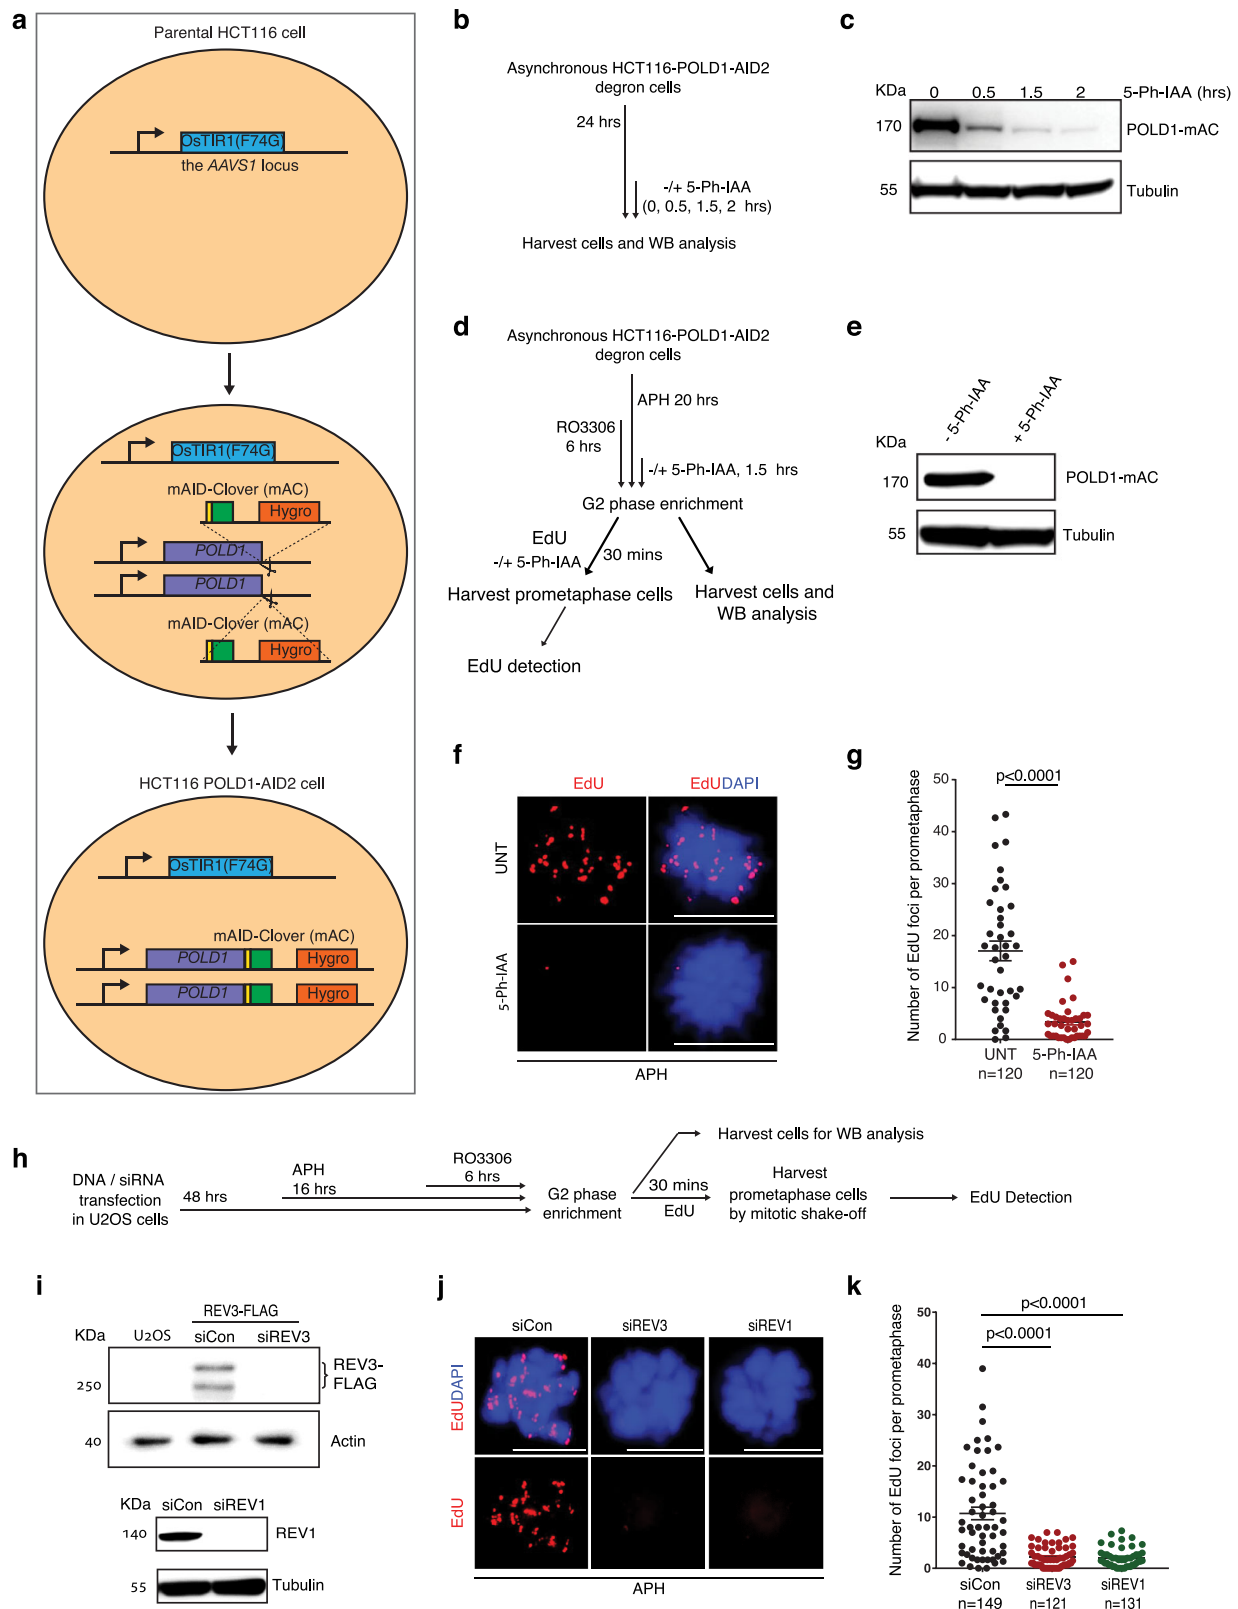 a
Parental HCT116 cell
OsTIR1(F74G)
the AAVS1 locus
OsTIR1(F74G)
mAID-Clover (mAC)
Hygro
POLD1
POLD1
mAID-Clover (mAC)
Hygro
HCT116 POLD1-AID2 cell
OsTIR1(F74G)
mAID-Clover (mAC)
POLD1
Hygro
POLD1
Hygro
b
Asynchronous HCT116-POLD1-AID2
degron cells
24 hrs
-/+ 5-Ph-IAA
(0, 0.5, 1.5, 2 hrs)
Harvest cells and WB analysis
c
KDa
0 0.5 1.5 2 5-Ph-IAA (hrs)
170
POLD1-mAC
55
Tubulin
d
Asynchronous HCT116-POLD1-AID2
degron cells
APH 20 hrs
RO3306
6 hrs
-/+ 5-Ph-IAA, 1.5 hrs
G2 phase enrichment
EdU
-/+ 5-Ph-IAA
30 mins
Harvest prometaphase cells
Harvest cells and
WB analysis
EdU detection
e
- 5-Ph-IAA
+ 5-Ph-IAA
KDa
170
POLD1-mAC
55
Tubulin
f
EdU
EdUDAPI
UNT
5-Ph-IAA
APH
g
Number of EdU foci per prometaphase
50
40
30
20
10
0
p<0.0001
UNT
n=120
5-Ph-IAA
n=120
h
DNA / siRNA
transfection
in U2OS cells
48 hrs
APH
16 hrs
RO3306
6 hrs
G2 phase
enrichment
30 mins
EdU
Harvest cells for WB analysis
Harvest
prometaphase cells
by mitotic shake-off
EdU Detection
i
REV3-FLAG
KDa
U2OS siCon siREV3
250
REV3-
FLAG
40
Actin
KDa siCon siREV1
140
REV1
55
Tubulin
j
siCon
siREV3
siREV1
EdUDAPI
EdU
APH
k
Number of EdU foci per prometaphase
50
40
30
20
10
0
p<0.0001
p<0.0001
siCon
n=149
siREV3
n=121
siREV1
n=131